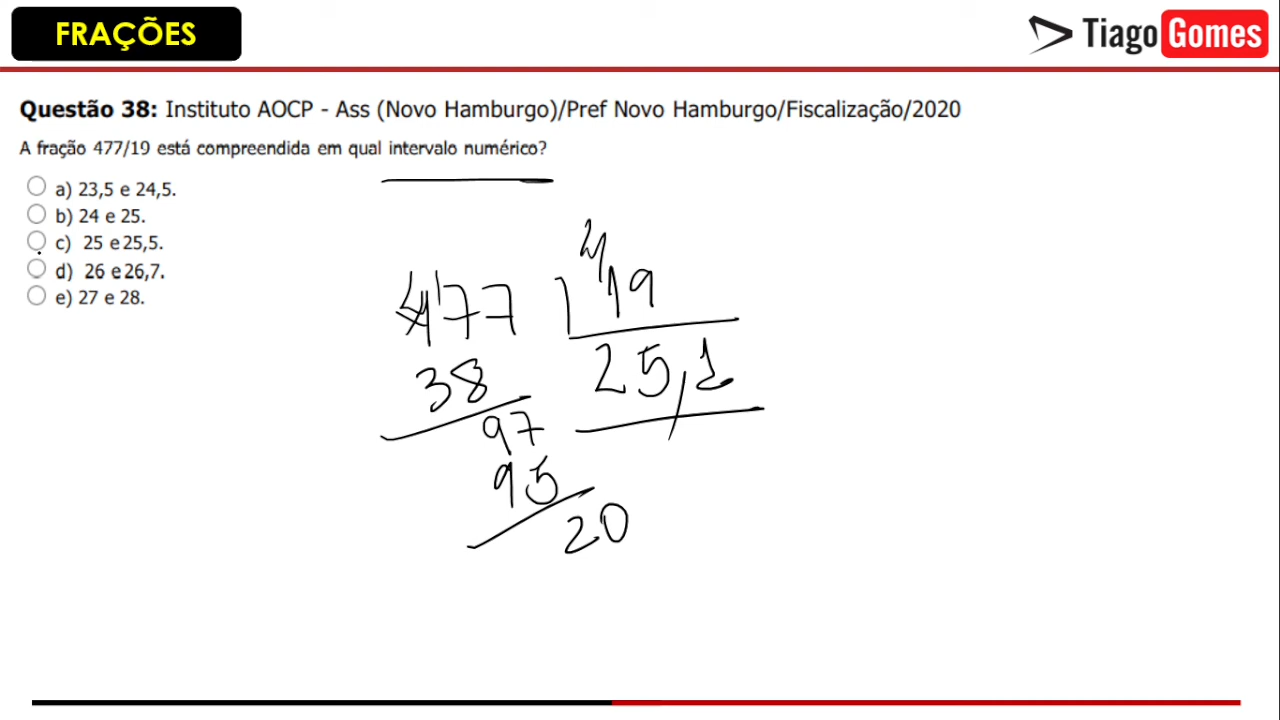 FRAÇÕES
Tiago Gomes
Questão 38: Instituto AOCP - Ass (Novo Hamburgo)/Pref Novo Hamburgo/Fiscalização/2020
A fração 477/19 está compreendida em qual intervalo numérico?
a) 23,5 e 24,5.
b) 24 e 25.
c) 25 e 25,5.
d) 26 e 26,7.
e) 27 e 28.
477 19
38 25,1
97
95
20